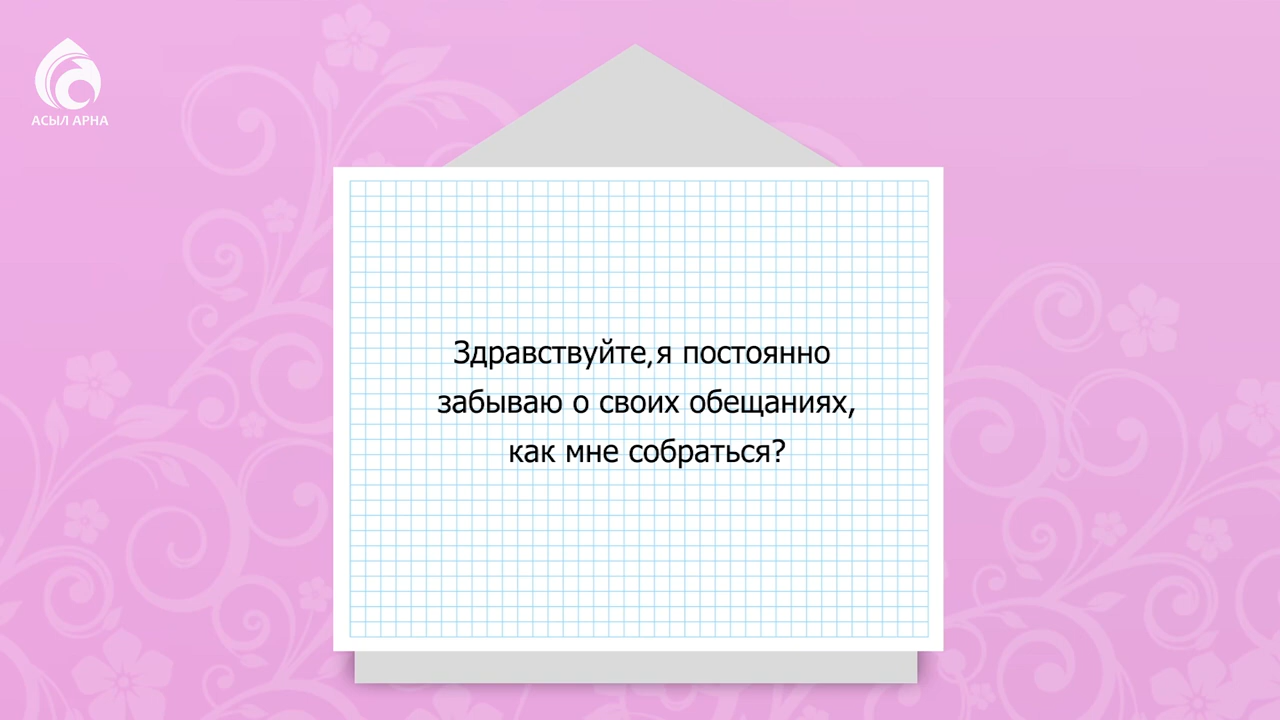 АСЫЛ АРНА
Здравствуйте,я постоянно
забываю о своих обещаниях,
как мне собраться?